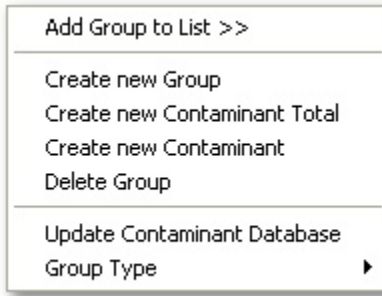 Add Group to List >>
Create new Group
Create new Contaminant Total
Create new Contaminant
Delete Group
Update Contaminant Database
Group Type